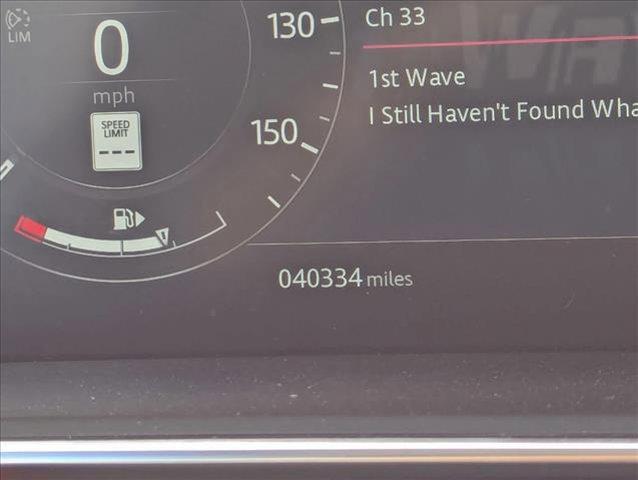 LIM
0
mph
SPEED
LIMIT
---
130
150
Ch 33
1st Wave
I Still Haven't Found Wha
040334 miles